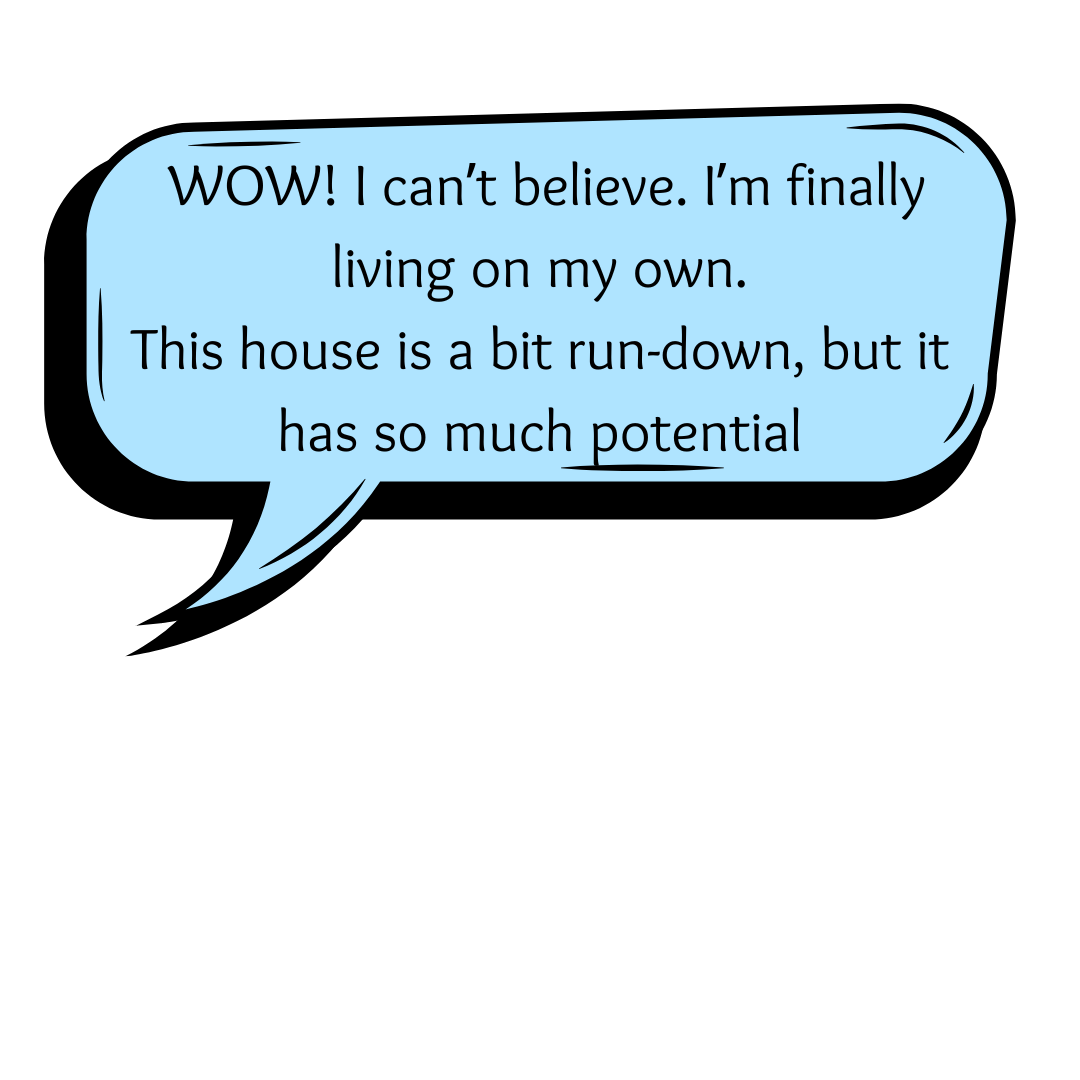 WOW! I can't believe. I'm finally
living on my own.
This house is a bit run-down, but it
has so much potential